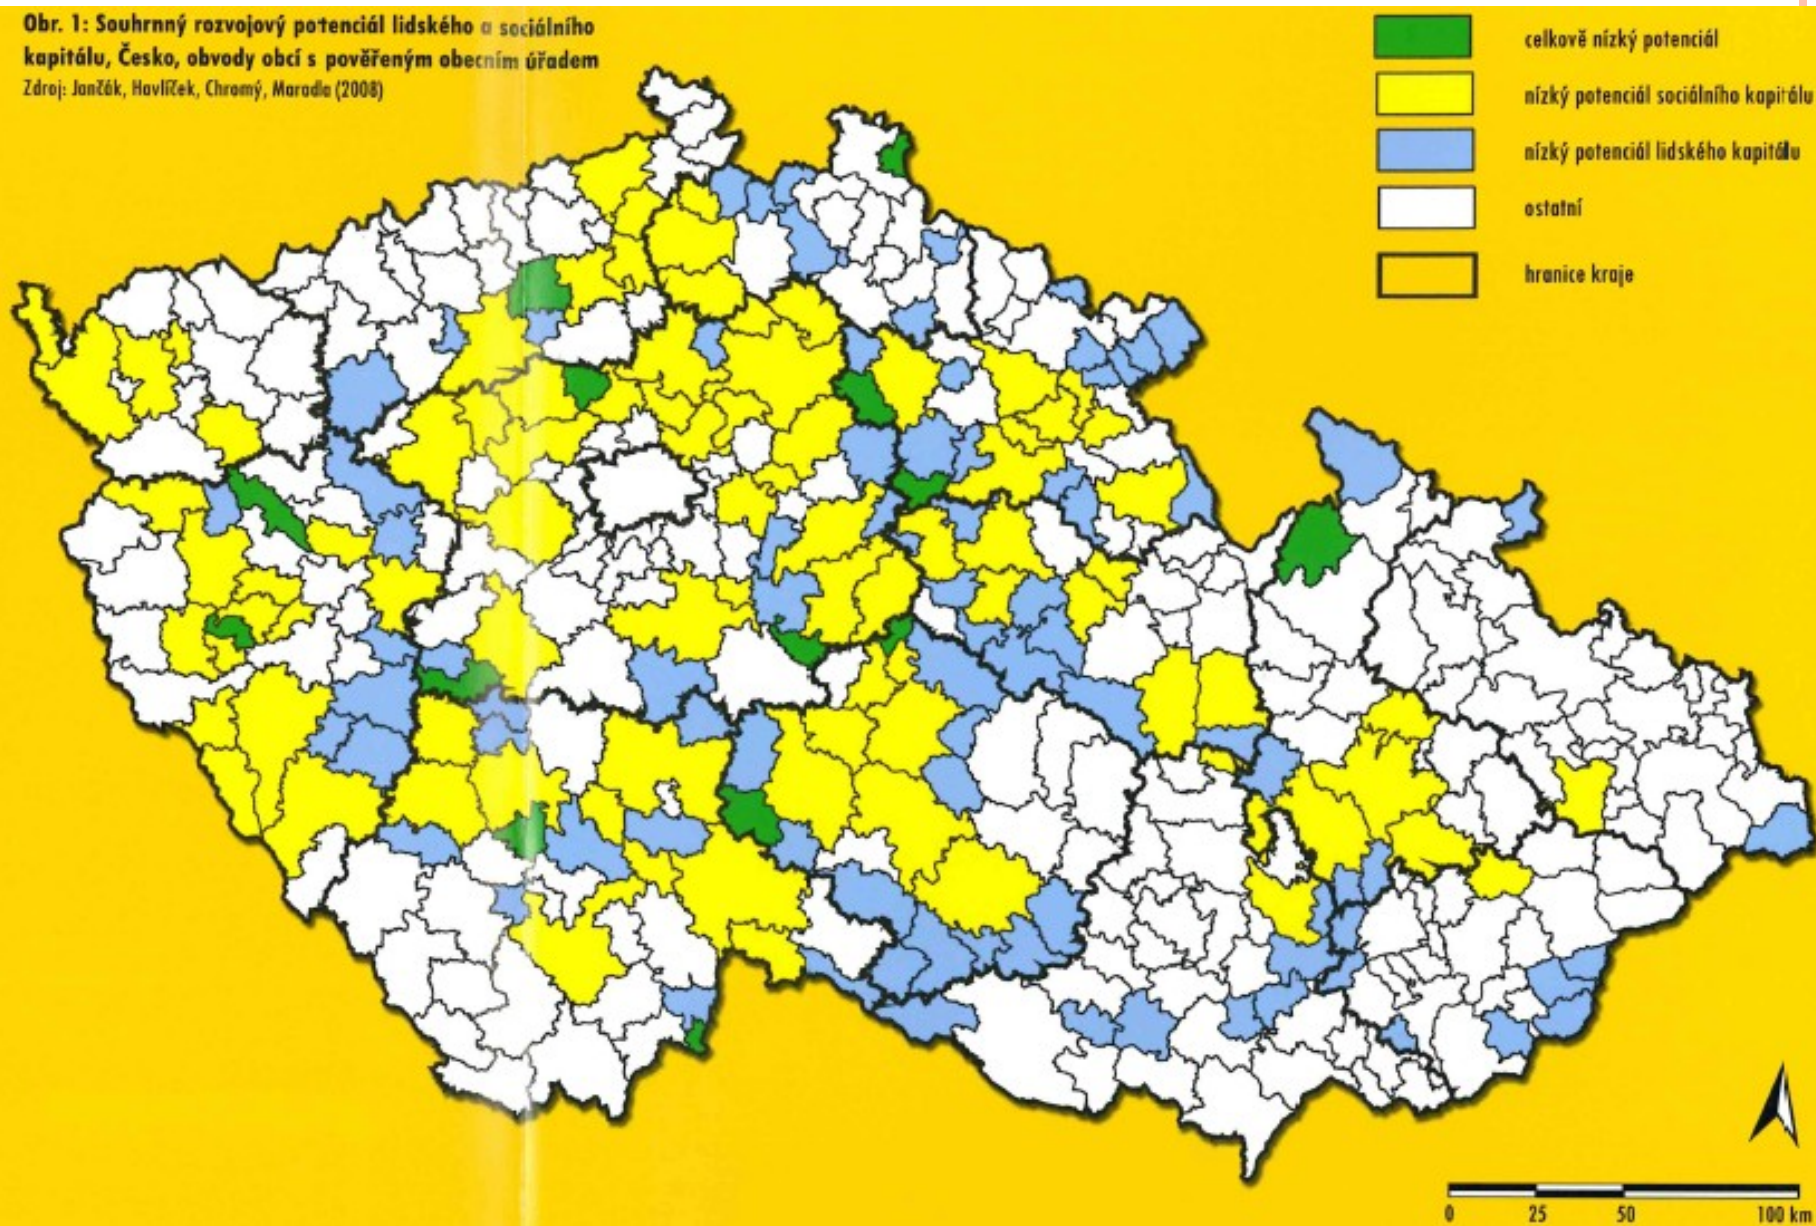 Obr. 1: Souhrnný rozvojový potenciál lidského a sociálního
kapitálu, Česko, obvody obcí s pověřeným obecním úřadem
Zdroj: Jančák, Havlíček, Chromý, Marada (2008)
celkově nízký potenciál
nízký potenciál sociálního kapitálu
nízký potenciál lidského kapitálu
ostatní
hranice kraje
0 25 50 100 km